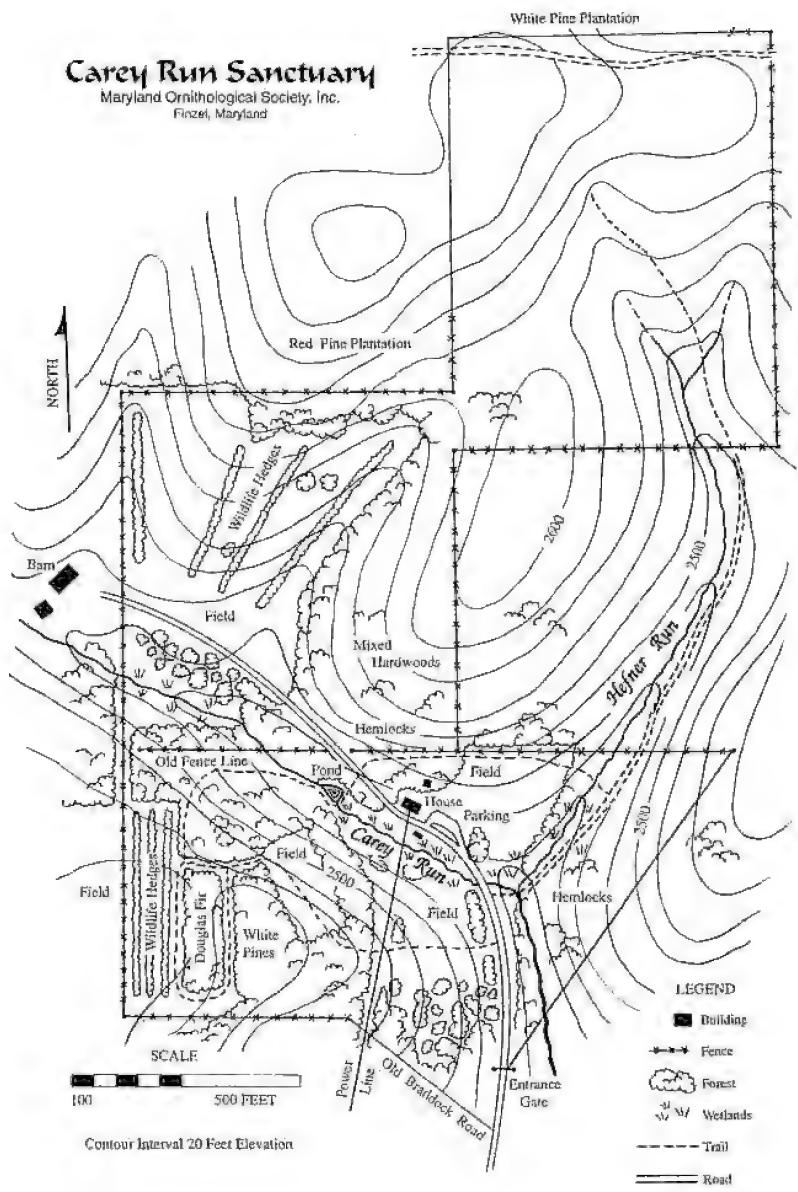 White Pine Plantation
Carey Run Sanctuary
Maryland Ornithological Society, Inc.
Finzel, Maryland
NORTH
Red Pine Plantation
Wildlife Hedges
2600
2500
Barn
Field
Mixed
Hardwoods
Hefner Run
Hemlocks
Old Fence Line
Pond
Field
House
Parking
Carey Run
2500
Field
Wildlife Hedges
Field
2500
Douglas Fir
White
Pines
Field
Hemlocks
LEGEND
Building
Fence
Forest
Wetlands
Trail
Road
SCALE
100
500 FEET
Power
Line
Old Braddock Road
Entrance
Gate
Contour Interval 20 Feet Elevation